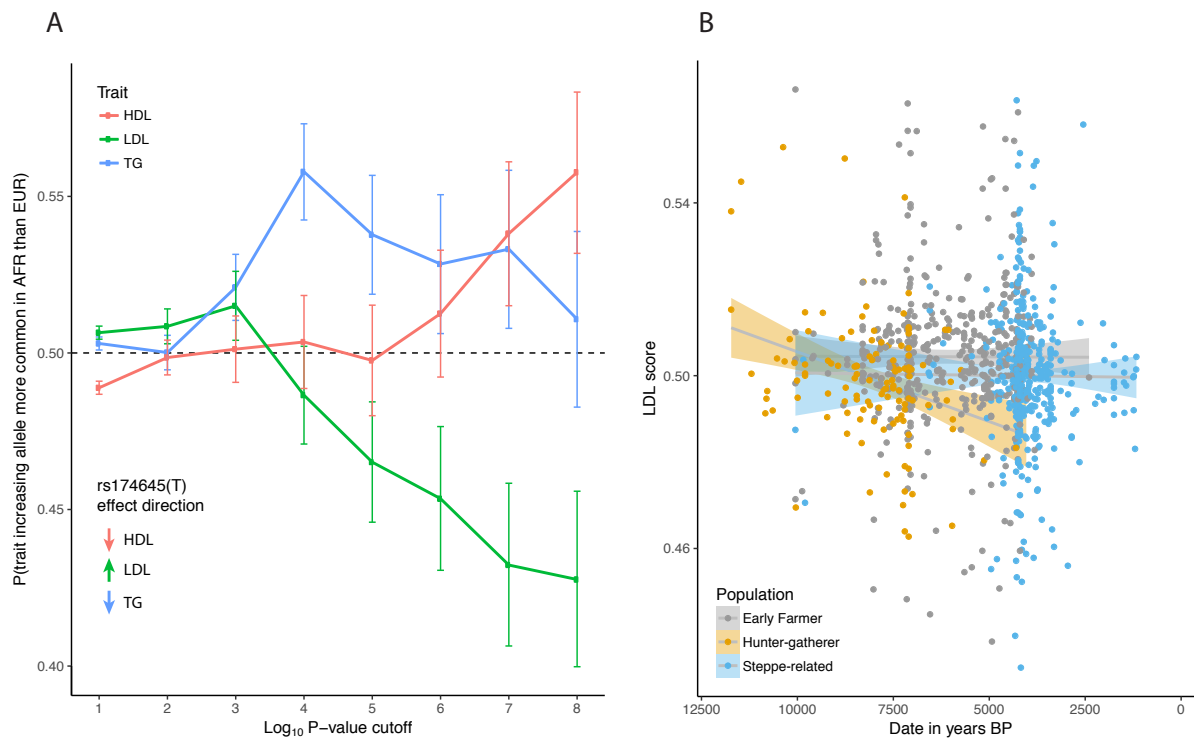 A
Trait
HDL
LDL
TG
P(trait increasing allele more common in AFR than EUR)
0.55
0.50
0.45
0.40
rs174645(T)
effect direction
HDL
LDL
TG
1 2 3 4 5 6 7 8
Log₁₀ P−value cutoff
B
LDL score
0.54
0.50
0.46
Population
Early Farmer
Hunter-gatherer
Steppe-related
12500 10000 7500 5000 2500 0
Date in years BP